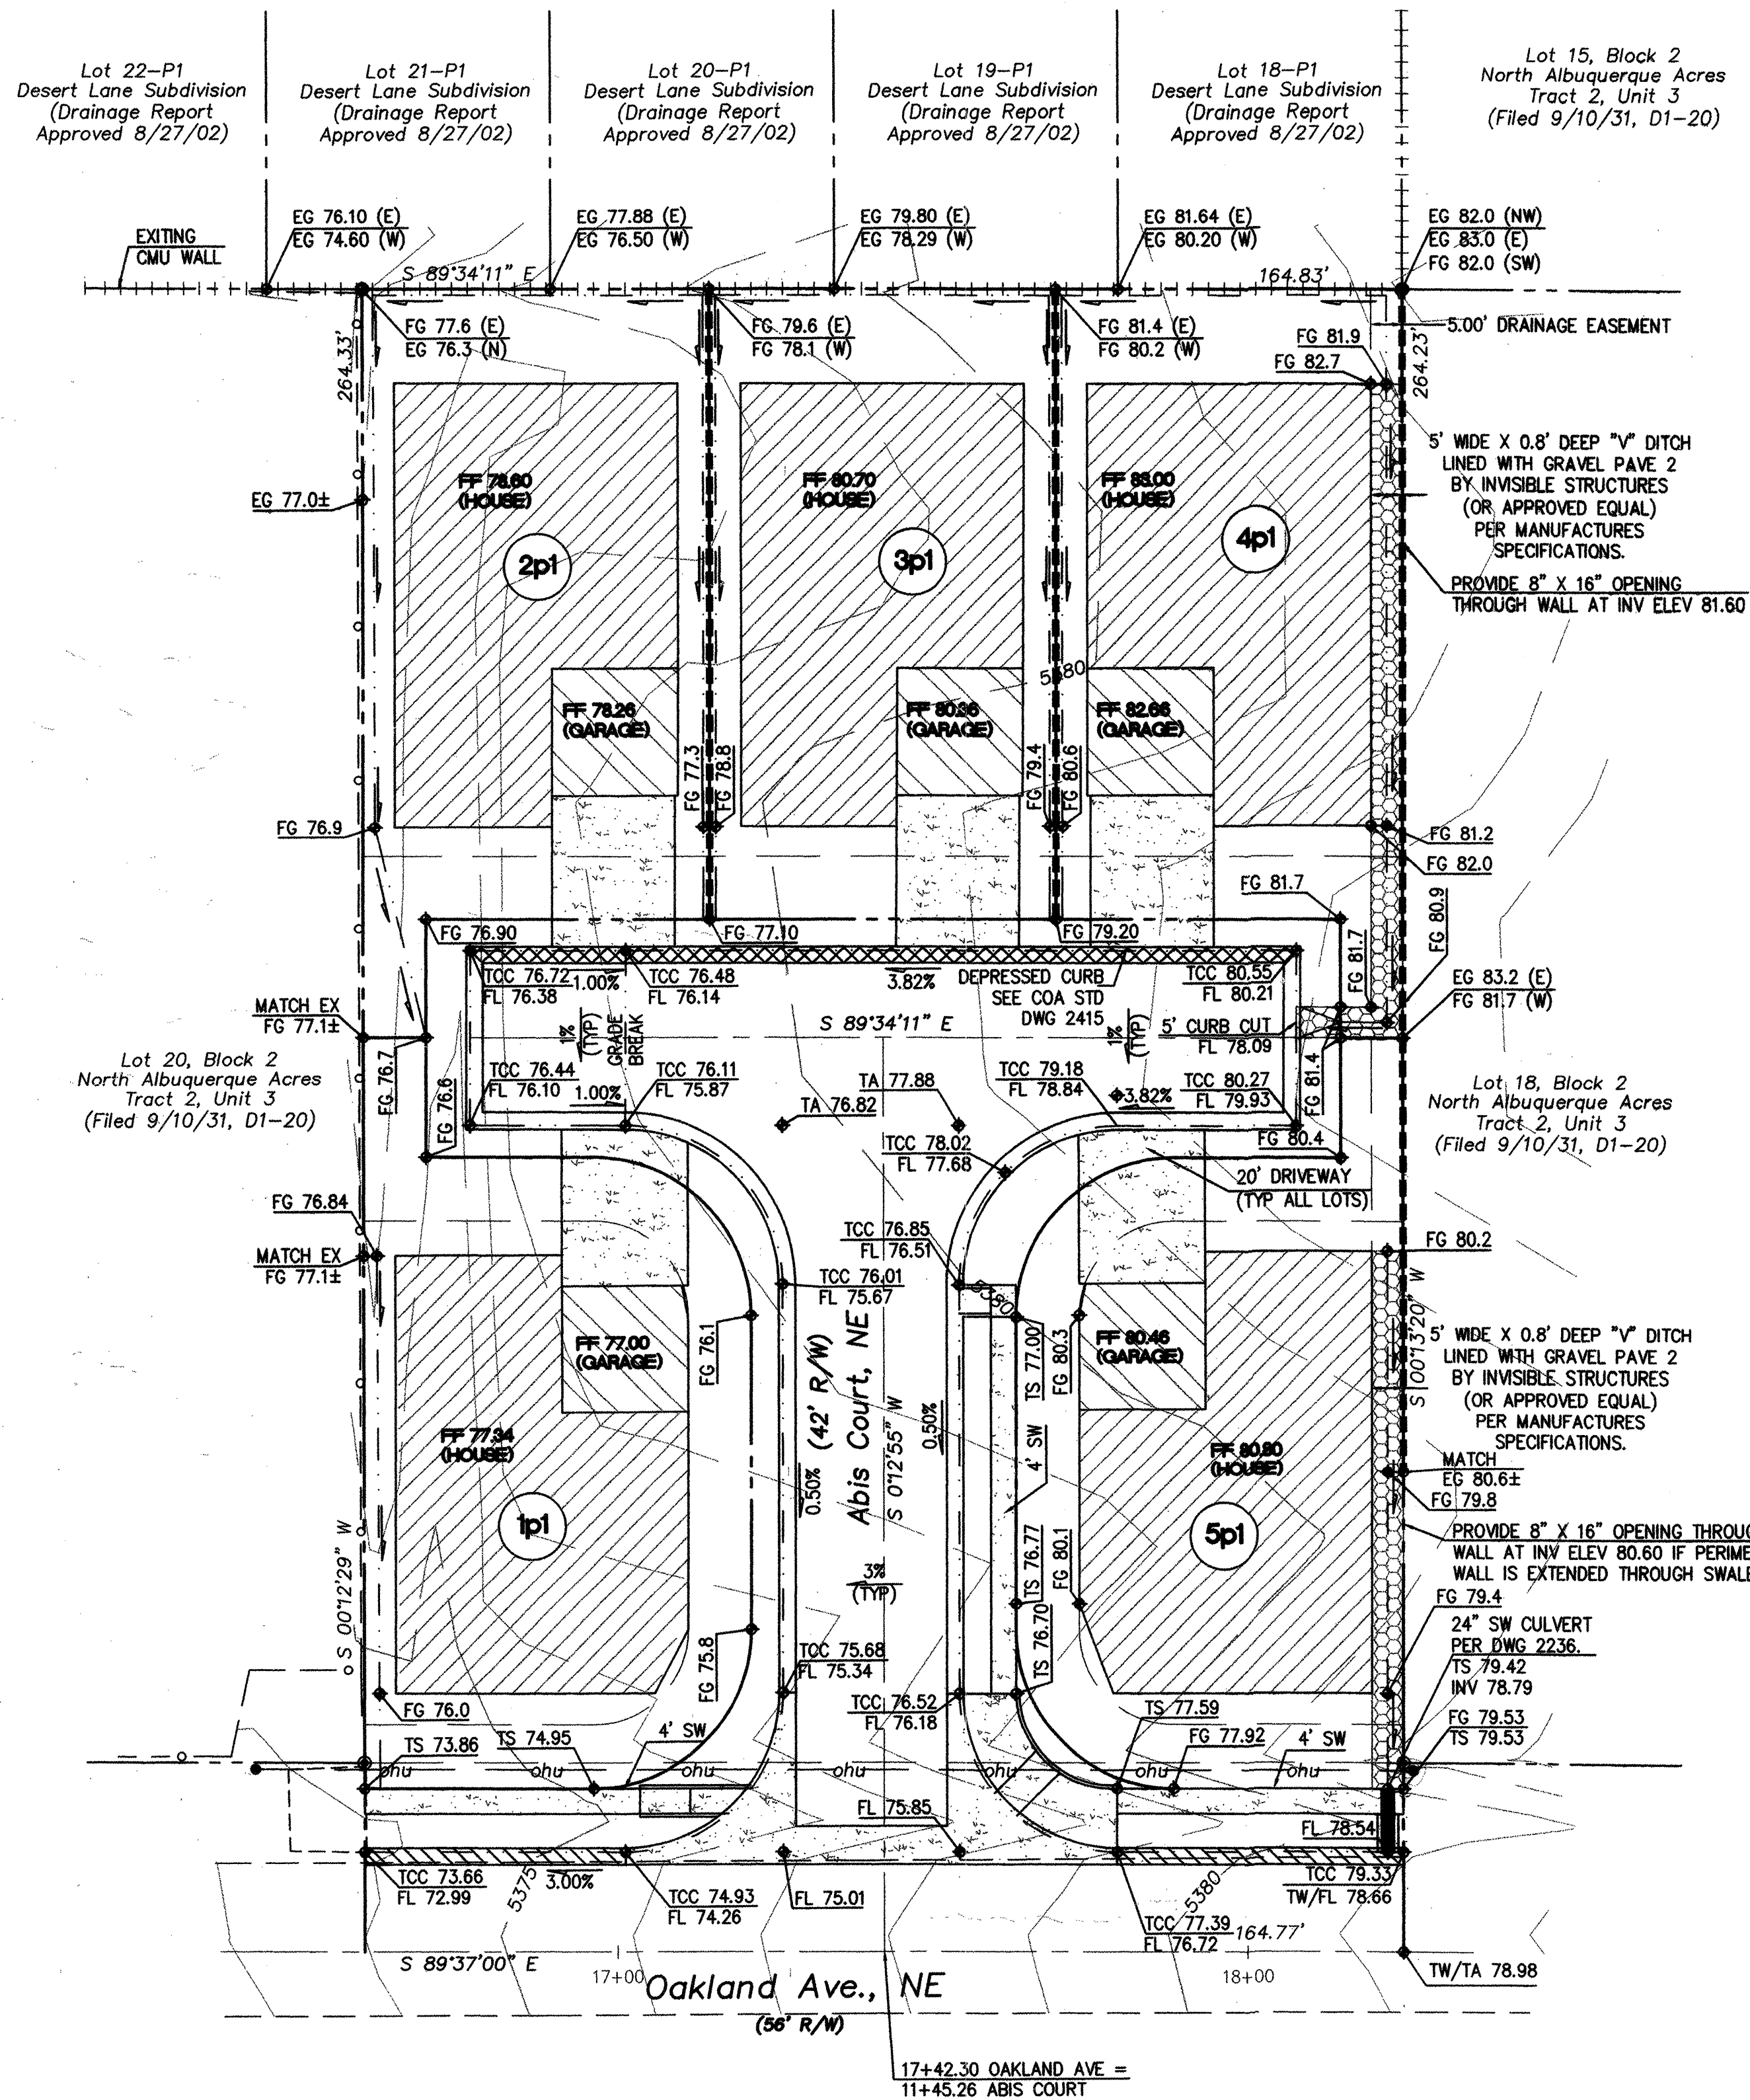 Lot 22-P1
Desert Lane Subdivision
(Drainage Report
Approved 8/27/02)
Lot 21-P1
Desert Lane Subdivision
(Drainage Report
Approved 8/27/02)
Lot 20-P1
Desert Lane Subdivision
(Drainage Report
Approved 8/27/02)
Lot 19-P1
Desert Lane Subdivision
(Drainage Report
Approved 8/27/02)
Lot 18-P1
Desert Lane Subdivision
(Drainage Report
Approved 8/27/02)
Lot 15, Block 2
North Albuquerque Acres
Tract 2, Unit 3
(Filed 9/10/31, D1-20)
EXITING
CMU WALL
EG 76.10 (E)
EG 74.60 (W)
EG 77.88 (E)
EG 76.50 (W)
EG 79.80 (E)
EG 78.29 (W)
EG 81.64 (E)
EG 80.20 (W)
EG 82.0 (NW)
EG 83.0 (E)
FG 82.0 (SW)
S 89°34'11" E
164.83'
FG 77.6 (E)
EG 76.3 (N)
FG 79.6 (E)
FG 78.1 (W)
FG 81.4 (E)
FG 80.2 (W)
5.00' DRAINAGE EASEMENT
FG 81.9
FG 82.7
264.33'
264.23'
5' WIDE X 0.8' DEEP "V" DITCH
LINED WITH GRAVEL PAVE 2
BY INVISIBLE STRUCTURES
(OR APPROVED EQUAL)
PER MANUFACTURES
SPECIFICATIONS.
PROVIDE 8" X 16" OPENING
THROUGH WALL AT INV ELEV 81.60
EG 77.0±
FF 78.60
(HOUSE)
FF 80.70
(HOUSE)
FF 83.00
(HOUSE)
2p1
3p1
4p1
5380
FF 78.26
(GARAGE)
FF 80.36
(GARAGE)
FF 82.66
(GARAGE)
FG 77.3
FG 78.8
FG 79.4
FG 80.6
FG 76.9
FG 81.2
FG 82.0
FG 81.7
FG 80.9
FG 76.90
FG 77.10
FG 79.20
FG 81.7
TCC 76.72
FL 76.38
1.00%
TCC 76.48
FL 76.14
3.82%
DEPRESSED CURB
SEE COA STD
DWG 2415
TCC 80.55
FL 80.21
EG 83.2 (E)
FG 81.7 (W)
MATCH EX
FG 77.1±
1%
(TYP)
GRADE
BREAK
S 89°34'11" E
1%
(TYP)
5' CURB CUT
FL 78.09
Lot 20, Block 2
North Albuquerque Acres
Tract 2, Unit 3
(Filed 9/10/31, D1-20)
FG 76.7
FG 76.6
TCC 76.44
FL 76.10
1.00%
TCC 76.11
FL 75.87
TA 77.88
TA 76.82
TCC 79.18
FL 78.84
3.82%
TCC 80.27
FL 79.93
FG 81.4
Lot 18, Block 2
North Albuquerque Acres
Tract 2, Unit 3
(Filed 9/10/31, D1-20)
TCC 78.02
FL 77.68
FG 80.4
20' DRIVEWAY
(TYP ALL LOTS)
FG 76.84
MATCH EX
FG 77.1±
TCC 76.85
FL 76.51
FG 80.2
TCC 76.01
FL 75.67
5380
FF 77.00
(GARAGE)
FG 76.1
(42' R/W)
Abis Court, NE
S 0°12'55" W
TS 77.00
FG 80.3
FF 80.46
(GARAGE)
S 00°13'20" W
5' WIDE X 0.8' DEEP "V" DITCH
LINED WITH GRAVEL PAVE 2
BY INVISIBLE STRUCTURES
(OR APPROVED EQUAL)
PER MANUFACTURES
SPECIFICATIONS.
FF 77.34
(HOUSE)
0.50%
0.50%
4' SW
FF 80.80
(HOUSE)
MATCH
EG 80.6±
FG 79.8
1p1
5p1
PROVIDE 8" X 16" OPENING THROUG
WALL AT INV ELEV 80.60 IF PERIME
WALL IS EXTENDED THROUGH SWALE
3%
(TYP)
TS 76.77
FG 80.1
S 00°12'29" W
FG 79.4
24" SW CULVERT
PER DWG 2236.
TS 79.42
INV 78.79
FG 75.8
TCC 75.68
FL 75.34
TS 76.70
FG 76.0
TCC 76.52
FL 76.18
TS 77.59
FG 79.53
TS 79.53
TS 73.86
TS 74.95
4' SW
FG 77.92
4' SW
ohu
ohu
ohu
ohu
ohu
ohu
ohu
FL 75.85
FL 78.54
TCC 73.66
FL 72.99
5375
3.00%
TCC 74.93
FL 74.26
FL 75.01
5380
TCC 79.33
TW/FL 78.66
TCC 77.39
FL 76.72
164.77'
S 89°37'00" E
17+00
Oakland Ave., NE
18+00
TW/TA 78.98
(56' R/W)
17+42.30 OAKLAND AVE =
11+45.26 ABIS COURT